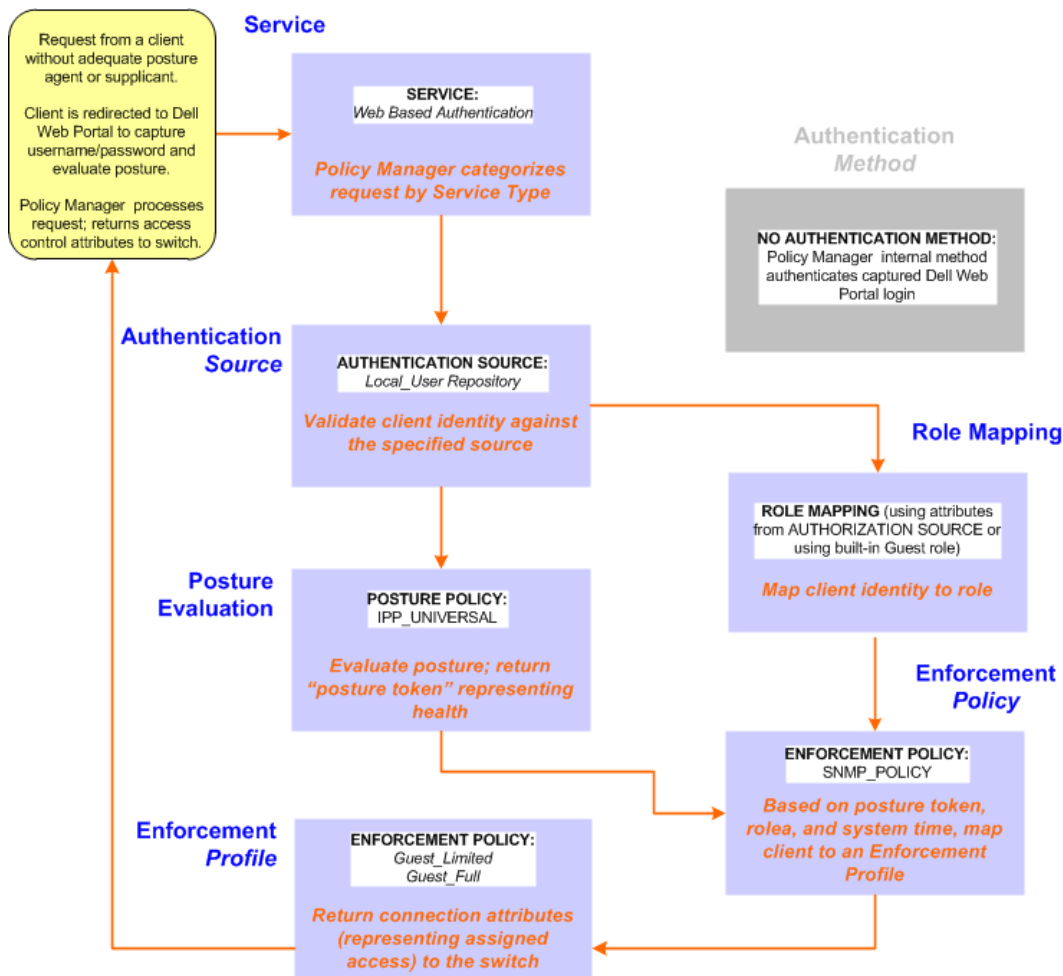 Service
Request from a client
without adequate posture
agent or supplicant.
Client is redirected to Dell
Web Portal to capture
username/password and
evaluate posture.
Policy Manager processes
request; returns access
control attributes to switch.
SERVICE:
Web Based Authentication
Policy Manager categorizes
request by Service Type
Authentication
Method
NO AUTHENTICATION METHOD:
Policy Manager internal method
authenticates captured Dell Web
Portal login
Authentication
Source
AUTHENTICATION SOURCE:
Local_User Repository
Validate client identity against
the specified source
Role Mapping
ROLE MAPPING (using attributes
from AUTHORIZATION SOURCE or
using built-in Guest role)
Map client identity to role
Posture
Evaluation
POSTURE POLICY:
IPP_UNIVERSAL
Evaluate posture; return
“posture token” representing
health
Enforcement
Policy
ENFORCEMENT POLICY:
SNMP_POLICY
Based on posture token,
rolea, and system time, map
client to an Enforcement
Profile
Enforcement
Profile
ENFORCEMENT POLICY:
Guest_Limited
Guest_Full
Return connection attributes
(representing assigned
access) to the switch